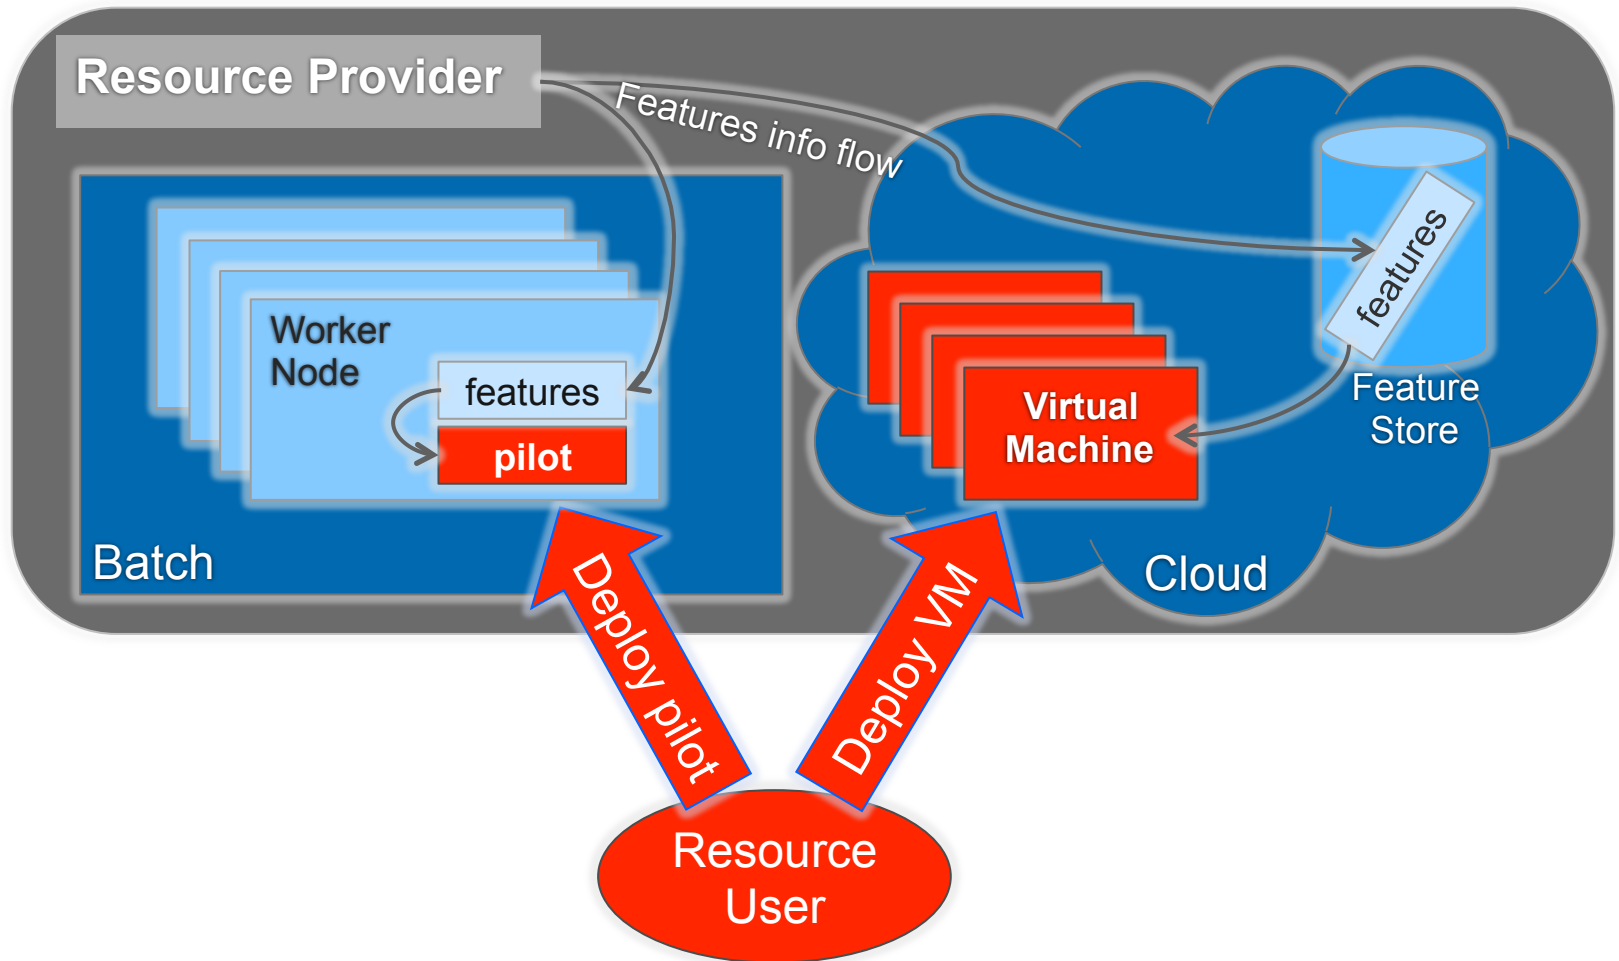 Resource Provider
Features info flow
Worker
Node
features
pilot
Batch
features
Feature
Store
Virtual
Machine
Cloud
Deploy pilot
Deploy VM
Resource
User